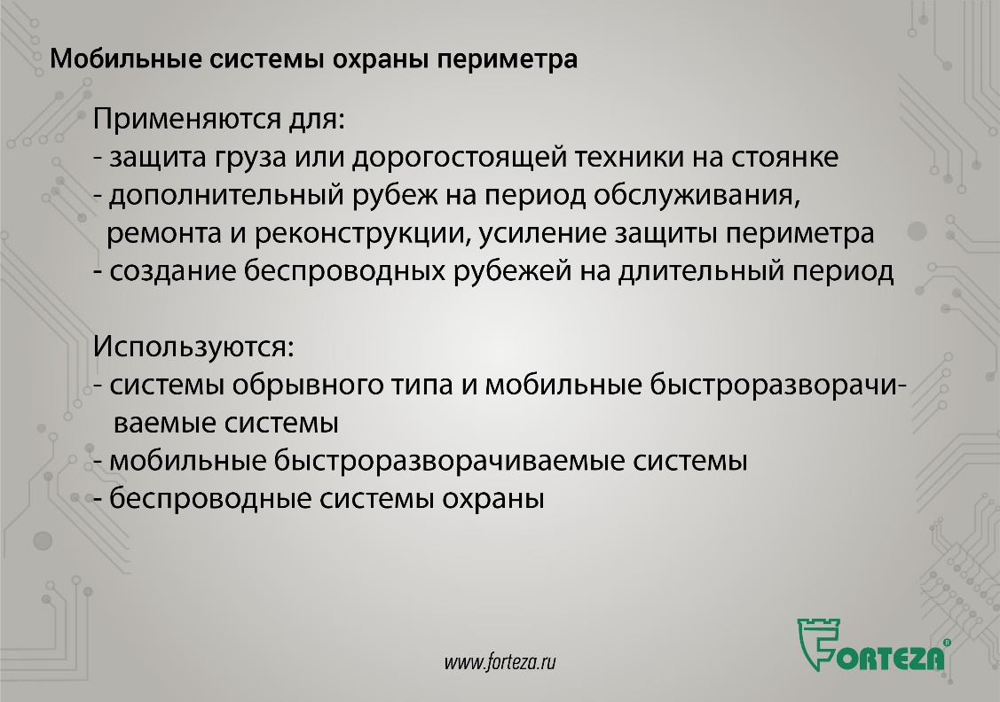 Мобильные системы охраны периметра
Применяются для:
- защита груза или дорогостоящей техники на стоянке
- дополнительный рубеж на период обслуживания,
ремонта и реконструкции, усиление защиты периметра
- создание беспроводных рубежей на длительный период
Используются:
- системы обрывного типа и мобильные быстроразворачи-
ваемые системы
- мобильные быстроразворачиваемые системы
- беспроводные системы охраны
www.forteza.ru
FORTEZA ®